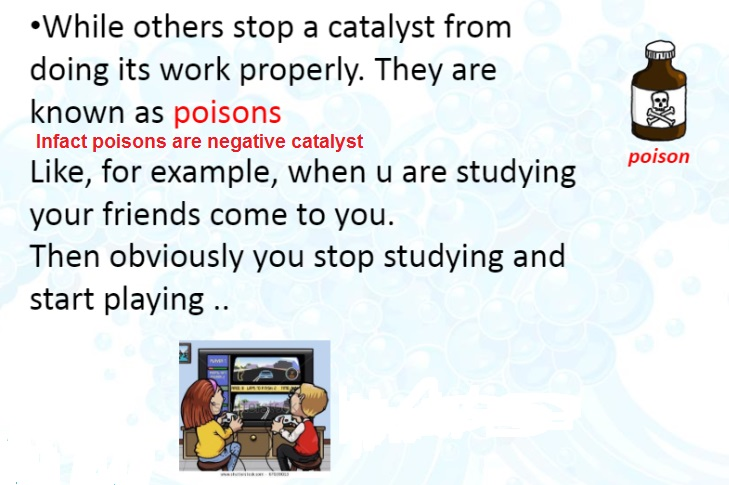 •While others stop a catalyst from
doing its work properly. They are
known as poisons
Infact poisons are negative catalyst
Like, for example, when u are studying
your friends come to you.
Then obviously you stop studying and
start playing ..
poison